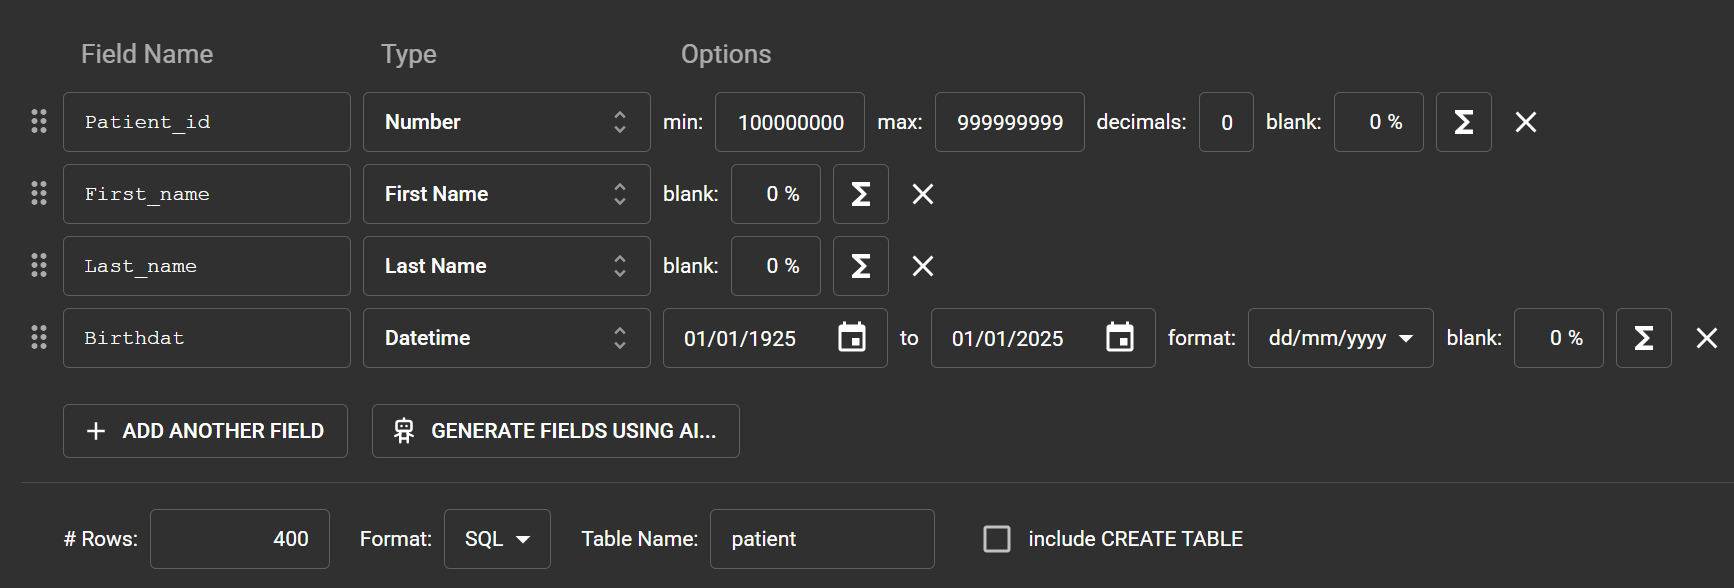 Field Name Type Options
Patient_id Number min: 100000000 max: 999999999 decimals: 0 blank: 0 % Σ
First_name First Name blank: 0 % Σ
Last_name Last Name blank: 0 % Σ
Birthdat Datetime 01/01/1925 to 01/01/2025 format: dd/mm/yyyy blank: 0 % Σ
+ ADD ANOTHER FIELD GENERATE FIELDS USING AI...
# Rows: 400 Format: SQL Table Name: patient include CREATE TABLE